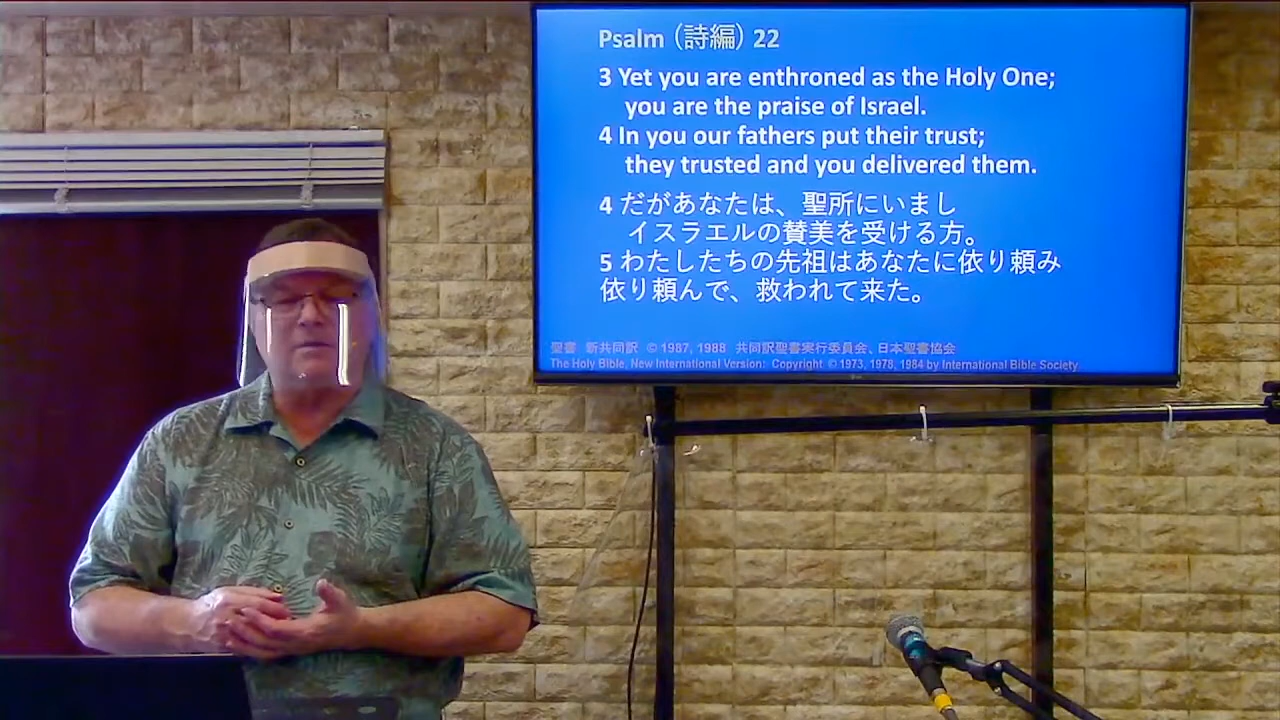 Psalm（詩編）22
3 Yet you are enthroned as the Holy One;
you are the praise of Israel.
4 In you our fathers put their trust;
they trusted and you delivered them.
4 だがあなたは、聖所にいまし
イスラエルの賛美を受ける方。
5 わたしたちの先祖はあなたに依り頼み
依り頼んで、救われて来た。
聖書 新共同訳 © 1987, 1988 共同訳聖書実行委員会、日本聖書協会
The Holy Bible, New International Version: Copyright © 1973, 1978, 1984 by International Bible Society